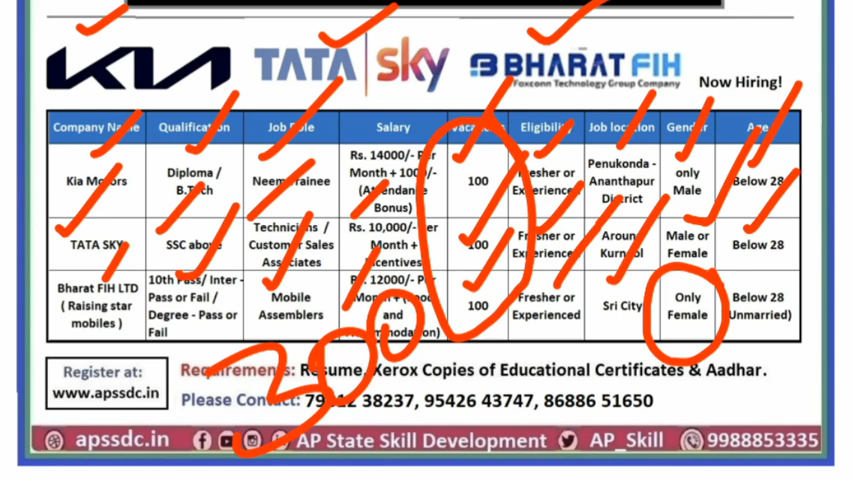 KIA TATA sky BHARAT FIH
A Foxconn Technology Group Company
Now Hiring!
Company Name Qualification Job Role Salary Vacancies Eligibility Job location Gender Age
Kia Motors Diploma / B.Tech Neem Trainee Rs. 14000/- Per Month + 1000/- (Attendance Bonus) 100 Fresher or Experienced Penukonda - Ananthapur District only Male Below 28
TATA SKY SSC above Technicians / Customer Sales Associates Rs. 10,000/- Per Month + Incentives 100 Fresher or Experienced Around Kurnool Male or Female Below 28
Bharat FIH LTD ( Raising star mobiles ) 10th Pass/ Inter - Pass or Fail / Degree - Pass or Fail Mobile Assemblers Rs. 12000/- Per Month + (Food and Accommodation) 100 Fresher or Experienced Sri City Only Female Below 28 (Unmarried)
300
Register at:
www.apssdc.in
Requirements: Resume, Xerox Copies of Educational Certificates & Aadhar.
Please Contact: 38237, 95426 43747, 86886 51650
apssdc.in AP State Skill Development AP_Skill 9988853335